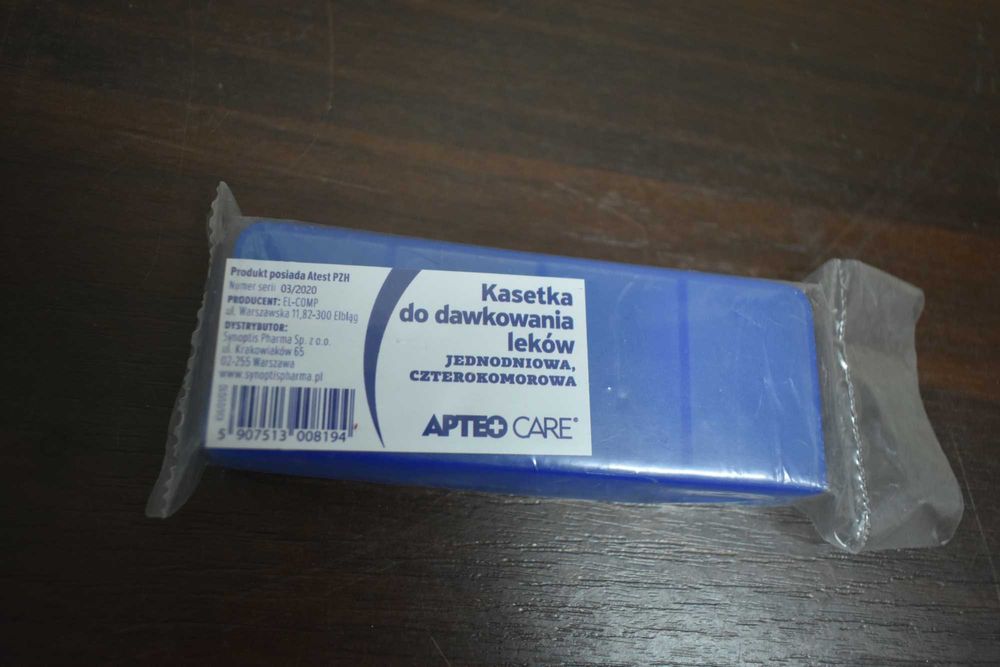 Produkt posiada Atest PZH
Numer serii 03/2020
PRODUCENT: EL-COMP
ul. Warszawska 11,82-300 Elbląg
DYSTRYBUTOR:
Synoptis Pharma Sp. z o.o.
ul. Krakowiaków 65
02-255 Warszawa
www.synoptispharma.pl
5 907513 008194
Kasetka
do dawkowania
leków
JEDNODNIOWA,
CZTEROKOMOROWA
APTEO CARE®